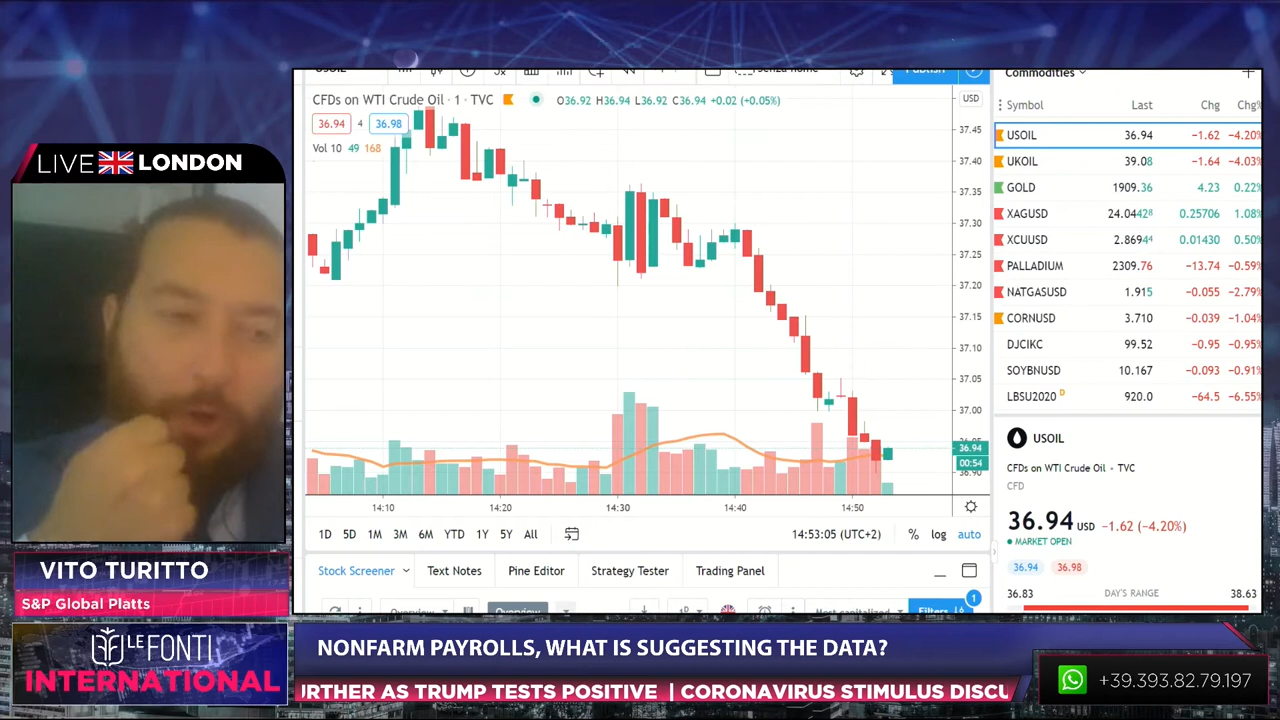 LIVE LONDON
VITO TURITTO
S&P Global Platts
LE FONTI
INTERNATIONAL
CFDs on WTI Crude Oil · 1 · TVC
O36.92 H36.94 L36.92 C36.94 +0.02 (+0.05%)
36.94 4 36.98
Vol 10 49 168
USD
37.45
37.40
37.35
37.30
37.25
37.20
37.15
37.10
37.05
37.00
36.94
00:54
36.90
14:10 14:20 14:30 14:40 14:50
1D 5D 1M 3M 6M YTD 1Y 5Y All
14:53:05 (UTC+2) % log auto
Stock Screener Text Notes Pine Editor Strategy Tester Trading Panel
Overview Overview Most capitalized Filters
1
Publish
Commodities
Symbol Last Chg Chg%
USOIL 36.94 −1.62 −4.20%
UKOIL 39.08 −1.64 −4.03%
GOLD 1909.36 4.23 0.22%
XAGUSD 24.0442⁸ 0.25706 1.08%
XCUUSD 2.869⁴⁴ 0.01430 0.50%
PALLADIUM 2309.76 −13.74 −0.59%
NATGASUSD 1.915 −0.055 −2.79%
CORNUSD 3.710 −0.039 −1.04%
DJCIKC 99.52 −0.95 −0.95%
SOYBNUSD 10.167 −0.093 −0.91%
LBSU2020 D 920.0 −64.5 −6.55%
USOIL
CFDs on WTI Crude Oil • TVC
CFD
36.94 USD −1.62 (−4.20%)
MARKET OPEN
36.94 36.98
36.83 DAY'S RANGE 38.63
NONFARM PAYROLLS, WHAT IS SUGGESTING THE DATA?
URTHER AS TRUMP TESTS POSITIVE | CORONAVIRUS STIMULUS DISCU
+39.393.82.79.197